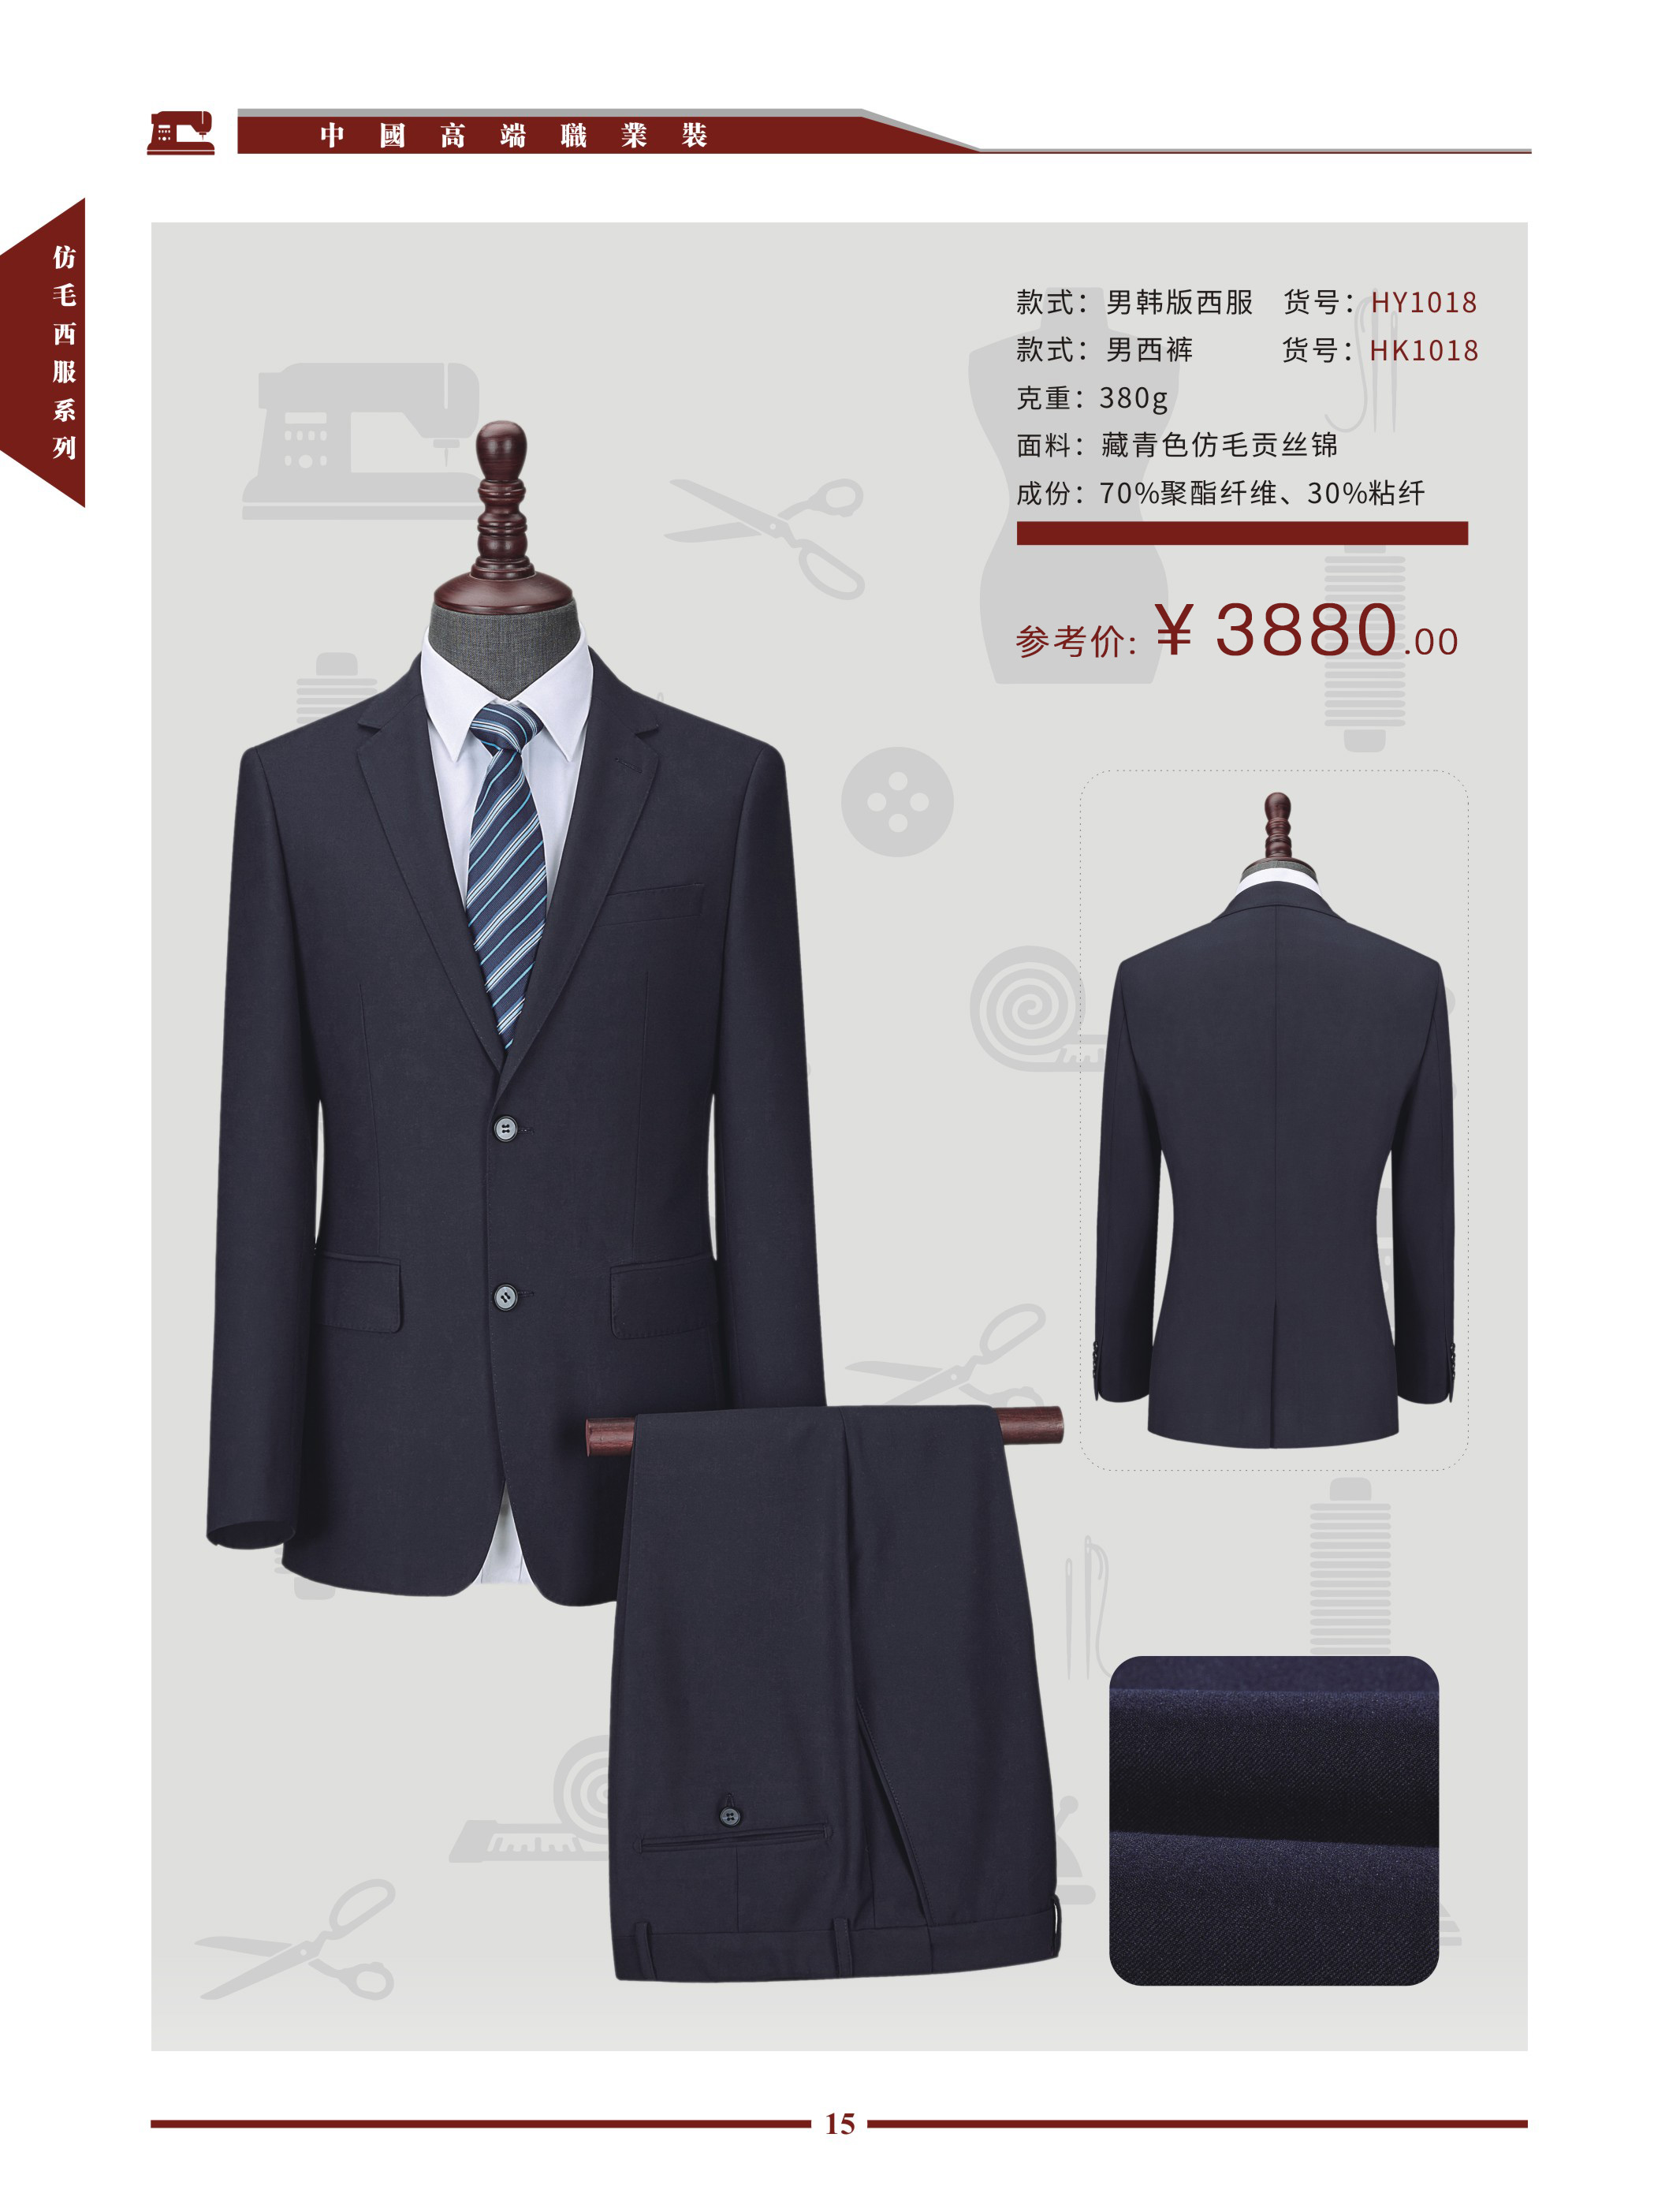 中國高端職業裝
仿毛西服系列
款式：男韩版西服 货号：HY1018
款式：男西裤 货号：HK1018
克重：380g
面料：藏青色仿毛贡丝锦
成份：70%聚酯纤维、30%粘纤
参考价：¥ 3880.00
15